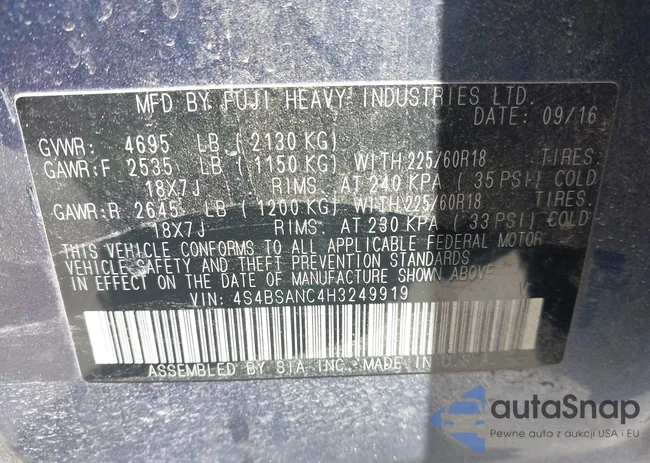 MFD BY FUJI HEAVY INDUSTRIES LTD.
DATE: 09/16
GVWR: 4695 LB (2130 KG)
GAWR:F 2535 LB (1150 KG) WITH 225/60R18 TIRES
18X7J RIMS. AT 240 KPA (35 PSI) COLD
GAWR:R 2645 LB (1200 KG) WITH 225/60R18 TIRES.
18X7J RIMS. AT 230 KPA (33 PSI) COLD
THIS VEHICLE CONFORMS TO ALL APPLICABLE FEDERAL MOTOR
VEHICLE SAFETY AND THEFT PREVENTION STANDARDS
IN EFFECT ON THE DATE OF MANUFACTURE SHOWN ABOVE.
VIN: 4S4BSANC4H3249919 V
ASSEMBLED BY SIA INC. MADE IN U.S.A.
autaSnap
Pewne auta z aukcji USA i EU